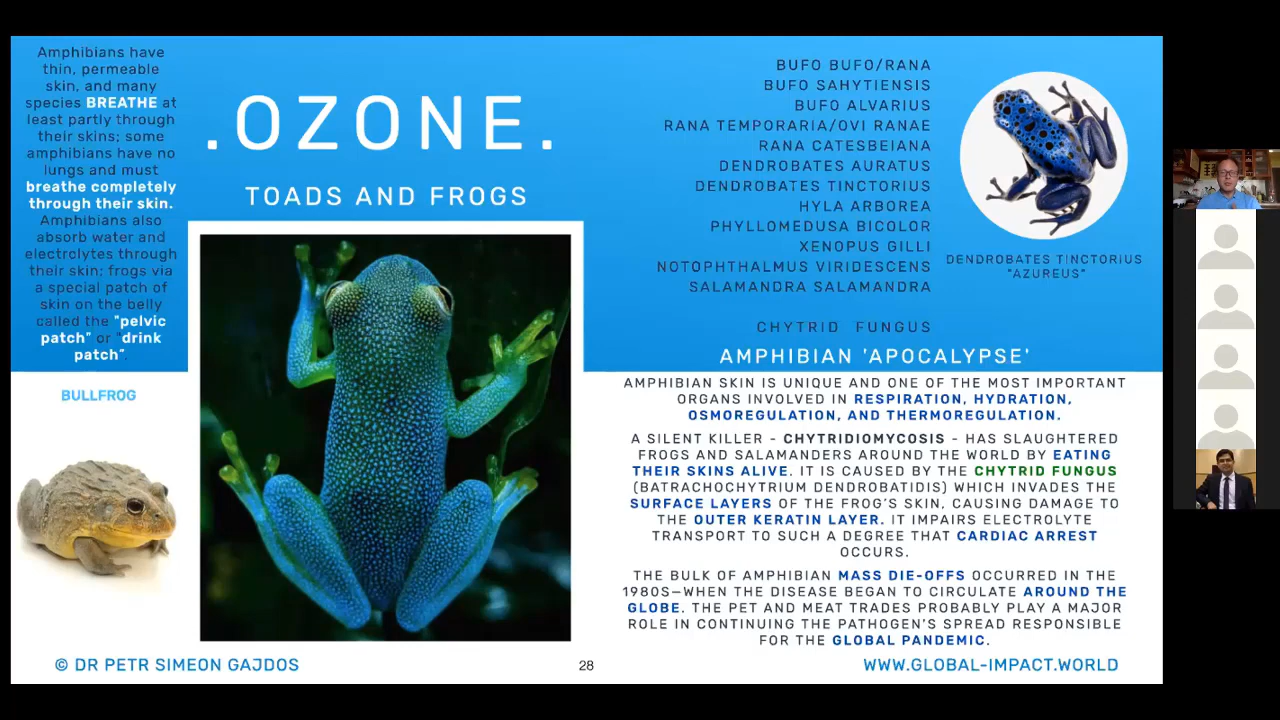 Amphibians have
thin, permeable
skin, and many
species BREATHE at
least partly through
their skins; some
amphibians have no
lungs and must
breathe completely
through their skin.
Amphibians also
absorb water and
electrolytes through
their skin; frogs via
a special patch of
skin on the belly
called the "pelvic
patch" or "drink
patch".
BULLFROG
.OZONE.
TOADS AND FROGS
BUFO BUFO/RANA
BUFO SAHYTIENSIS
BUFO ALVARIUS
RANA TEMPORARIA/OVI RANAE
RANA CATESBEIANA
DENDROBATES AURATUS
DENDROBATES TINCTORIUS
HYLA ARBOREA
PHYLLOMEDUSA BICOLOR
XENOPUS GILLI
NOTOPHTHALMUS VIRIDESCENS
SALAMANDRA SALAMANDRA
CHYTRID FUNGUS
DENDROBATES TINCTORIUS
"AZUREUS"
AMPHIBIAN 'APOCALYPSE'
AMPHIBIAN SKIN IS UNIQUE AND ONE OF THE MOST IMPORTANT
ORGANS INVOLVED IN RESPIRATION, HYDRATION,
OSMOREGULATION, AND THERMOREGULATION.
A SILENT KILLER - CHYTRIDIOMYCOSIS - HAS SLAUGHTERED
FROGS AND SALAMANDERS AROUND THE WORLD BY EATING
THEIR SKINS ALIVE. IT IS CAUSED BY THE CHYTRID FUNGUS
(BATRACHOCHYTRIUM DENDROBATIDIS) WHICH INVADES THE
SURFACE LAYERS OF THE FROG'S SKIN, CAUSING DAMAGE TO
THE OUTER KERATIN LAYER. IT IMPAIRS ELECTROLYTE
TRANSPORT TO SUCH A DEGREE THAT CARDIAC ARREST
OCCURS.
THE BULK OF AMPHIBIAN MASS DIE-OFFS OCCURRED IN THE
1980S—WHEN THE DISEASE BEGAN TO CIRCULATE AROUND THE
GLOBE. THE PET AND MEAT TRADES PROBABLY PLAY A MAJOR
ROLE IN CONTINUING THE PATHOGEN'S SPREAD RESPONSIBLE
FOR THE GLOBAL PANDEMIC.
© DR PETR SIMEON GAJDOS
28
WWW.GLOBAL-IMPACT.WORLD